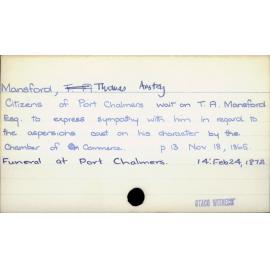 Mansford, T. F. Thomas Anstey
Citizens of Port Chalmers wait on T. A. Mansford
Esq. to express sympathy with him in regard to
the aspersions cast on his character by the
Chamber of Commerce. p 13 Nov 18, 1865.
Funeral at Port Chalmers. 14: Feb 24, 1872
OTAGO WITNESS